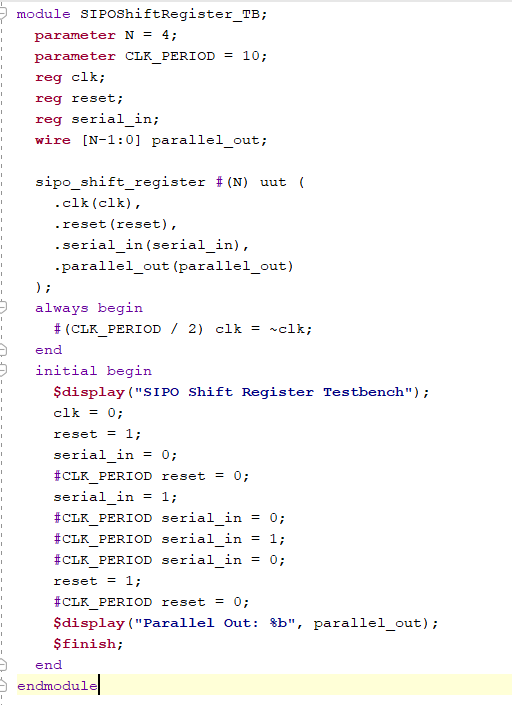 module SIPOShiftRegister_TB;
  parameter N = 4;
  parameter CLK_PERIOD = 10;
  reg clk;
  reg reset;
  reg serial_in;
  wire [N-1:0] parallel_out;

  sipo_shift_register #(N) uut (
    .clk(clk),
    .reset(reset),
    .serial_in(serial_in),
    .parallel_out(parallel_out)
  );
  always begin
    #(CLK_PERIOD / 2) clk = ~clk;
  end
  initial begin
    $display("SIPO Shift Register Testbench");
    clk = 0;
    reset = 1;
    serial_in = 0;
    #CLK_PERIOD reset = 0;
    serial_in = 1;
    #CLK_PERIOD serial_in = 0;
    #CLK_PERIOD serial_in = 1;
    #CLK_PERIOD serial_in = 0;
    reset = 1;
    #CLK_PERIOD reset = 0;
    $display("Parallel Out: %b", parallel_out);
    $finish;
  end
endmodule